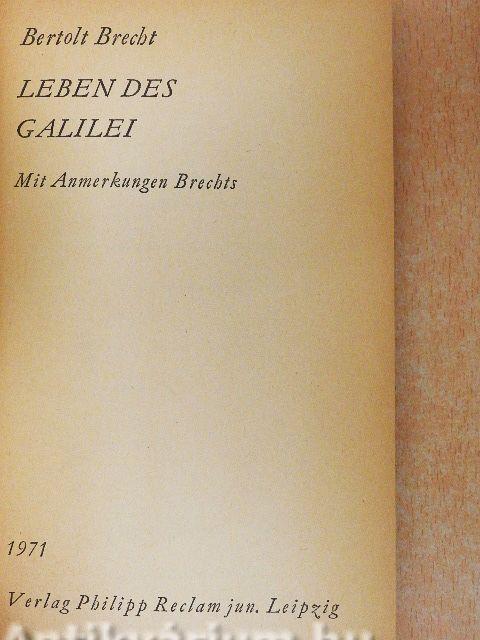 Bertolt Brecht
LEBEN DES
GALILEI
Mit Anmerkungen Brechts
1971
Verlag Philipp Reclam jun. Leipzig